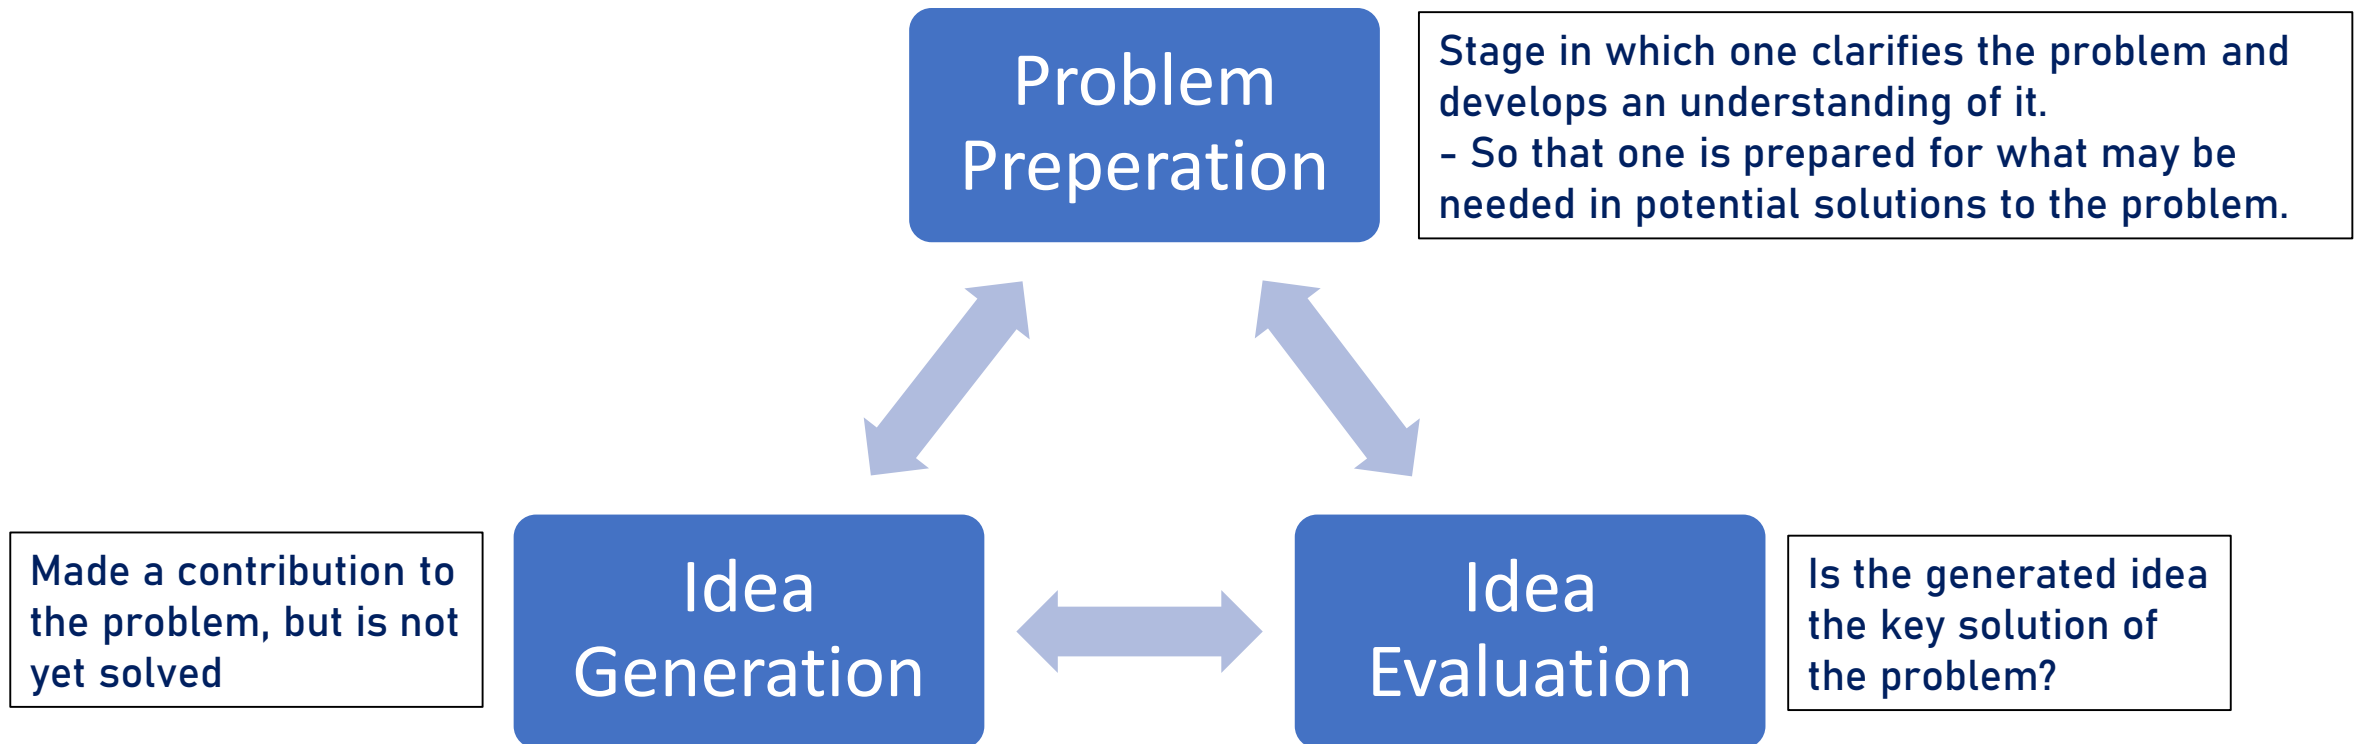 Problem
Preperation
Stage in which one clarifies the problem and
develops an understanding of it.
- So that one is prepared for what may be
needed in potential solutions to the problem.
Made a contribution to
the problem, but is not
yet solved
Idea
Generation
Idea
Evaluation
Is the generated idea
the key solution of
the problem?